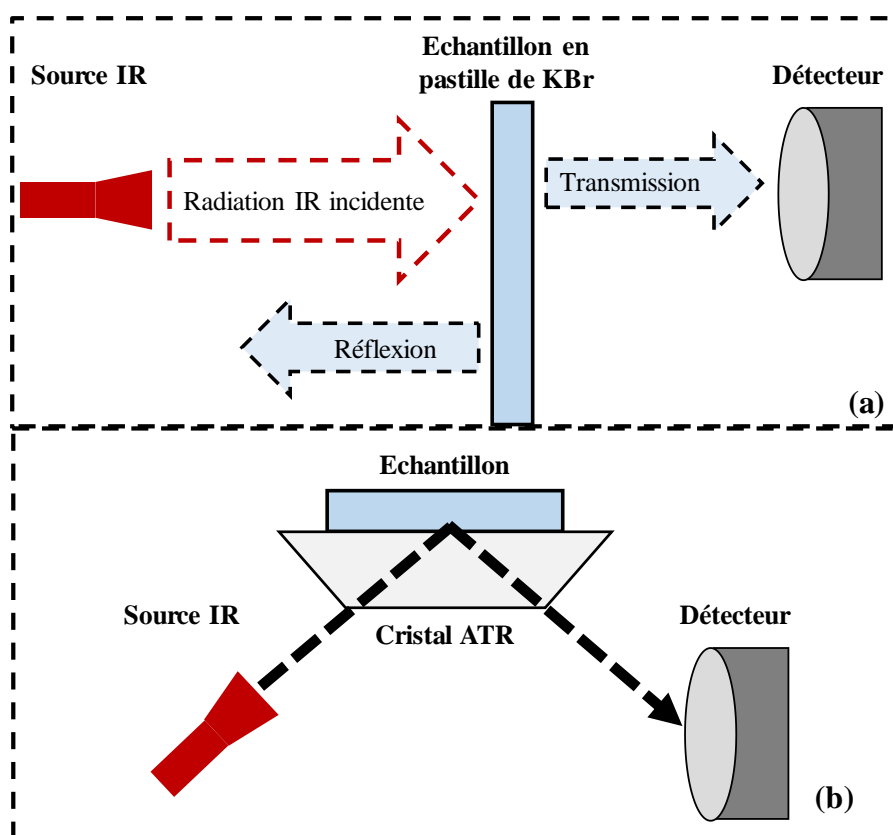 Echantillon en
pastille de KBr
Source IR
Détecteur
Radiation IR incidente
Transmission
Réflexion
(a)
Echantillon
Source IR
Cristal ATR
Détecteur
(b)